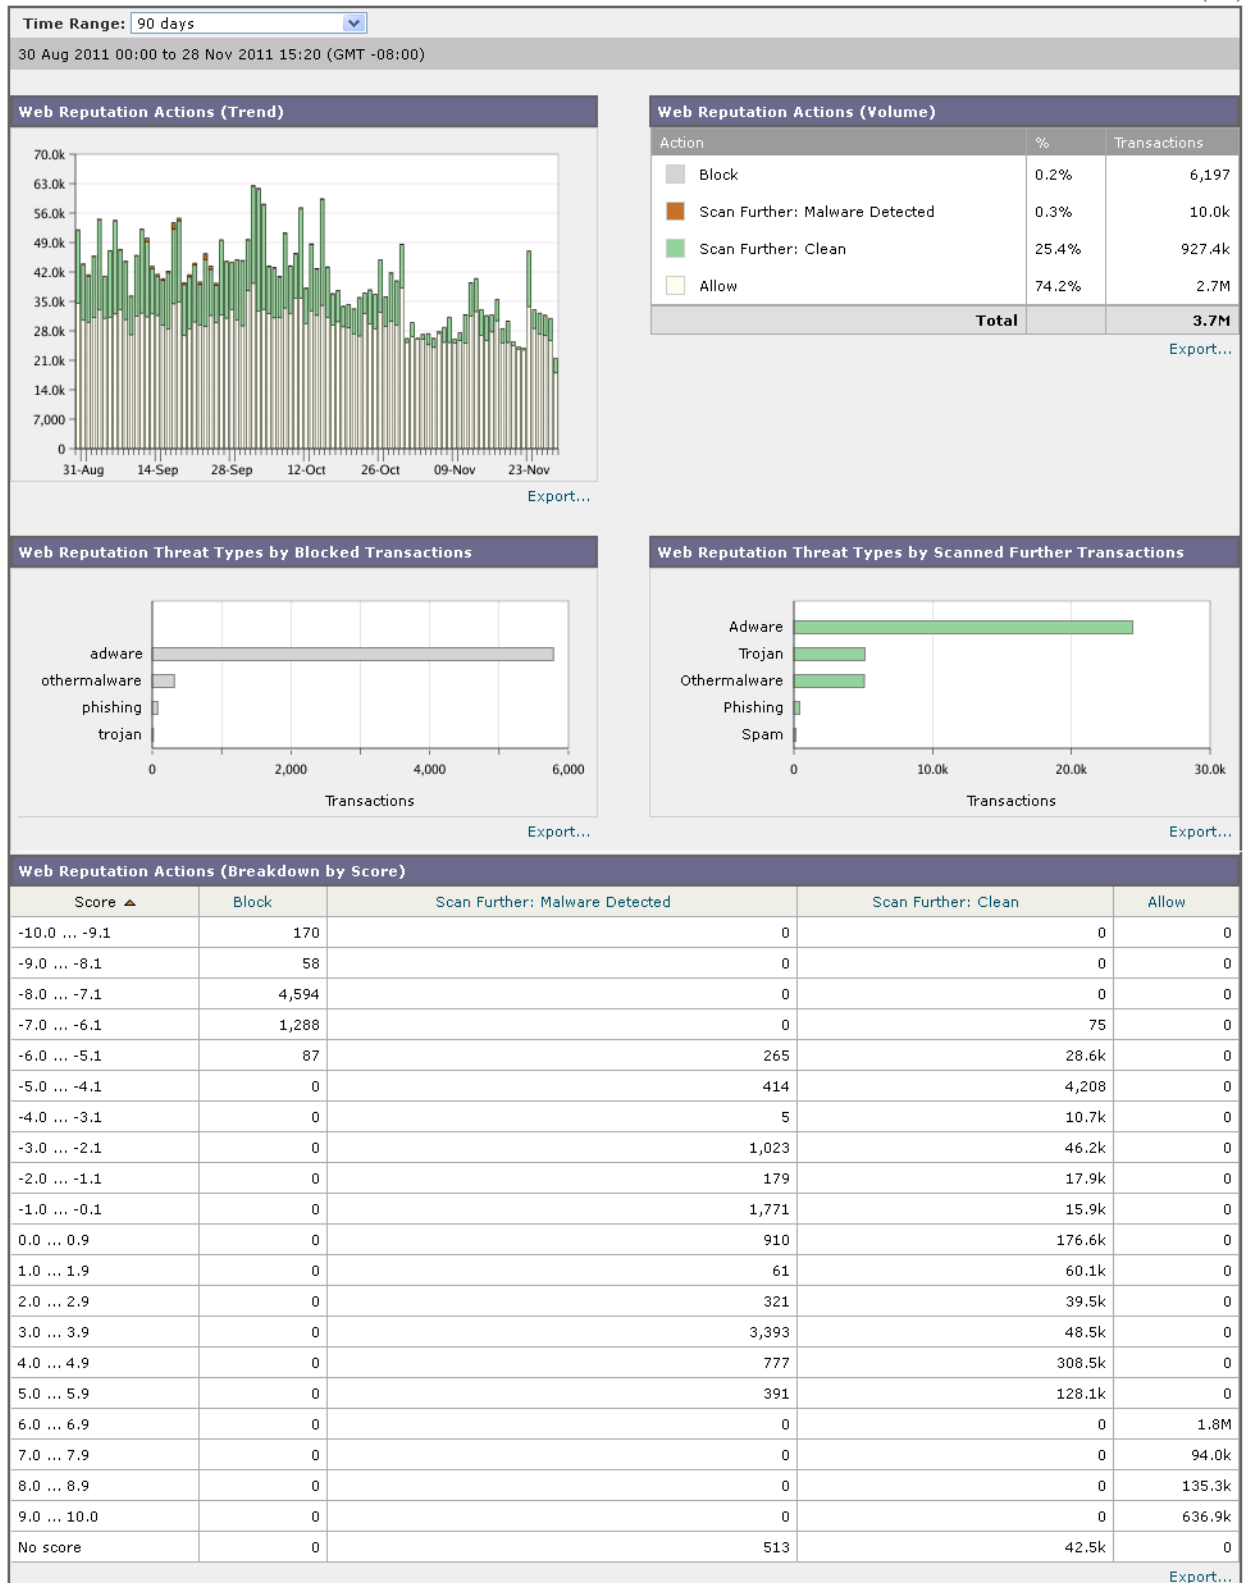 Time Range: 90 days
30 Aug 2011 00:00 to 28 Nov 2011 15:20 (GMT -08:00)
Web Reputation Actions (Trend)
70.0k
63.0k
56.0k
49.0k
42.0k
35.0k
28.0k
21.0k
14.0k
7,000
0
31-Aug 14-Sep 28-Sep 12-Oct 26-Oct 09-Nov 23-Nov
Export...
Web Reputation Actions (Volume)
Action % Transactions
Block 0.2% 6,197
Scan Further: Malware Detected 0.3% 10.0k
Scan Further: Clean 25.4% 927.4k
Allow 74.2% 2.7M
Total 3.7M
Export...
Web Reputation Threat Types by Blocked Transactions
adware
othermalware
phishing
trojan
0 2,000 4,000 6,000
Transactions
Export...
Web Reputation Threat Types by Scanned Further Transactions
Adware
Trojan
Othermalware
Phishing
Spam
0 10.0k 20.0k 30.0k
Transactions
Export...
Web Reputation Actions (Breakdown by Score)
Score Block Scan Further: Malware Detected Scan Further: Clean Allow
-10.0 ... -9.1 170 0 0 0
-9.0 ... -8.1 58 0 0 0
-8.0 ... -7.1 4,594 0 0 0
-7.0 ... -6.1 1,288 0 75 0
-6.0 ... -5.1 87 265 28.6k 0
-5.0 ... -4.1 0 414 4,208 0
-4.0 ... -3.1 0 5 10.7k 0
-3.0 ... -2.1 0 1,023 46.2k 0
-2.0 ... -1.1 0 179 17.9k 0
-1.0 ... -0.1 0 1,771 15.9k 0
0.0 ... 0.9 0 910 176.6k 0
1.0 ... 1.9 0 61 60.1k 0
2.0 ... 2.9 0 321 39.5k 0
3.0 ... 3.9 0 3,393 48.5k 0
4.0 ... 4.9 0 777 308.5k 0
5.0 ... 5.9 0 391 128.1k 0
6.0 ... 6.9 0 0 0 1.8M
7.0 ... 7.9 0 0 0 94.0k
8.0 ... 8.9 0 0 0 135.3k
9.0 ... 10.0 0 0 0 636.9k
No score 0 513 42.5k 0
Export...